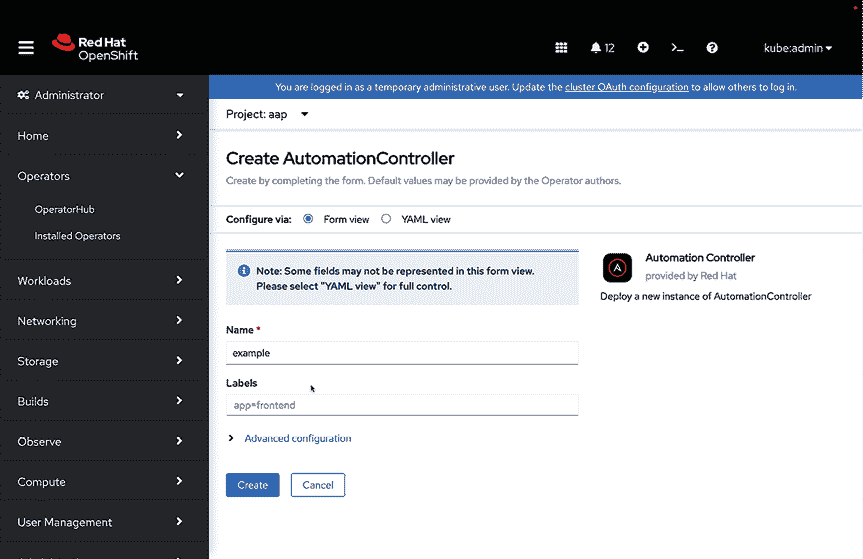 Red Hat
OpenShift
12
kube:admin
Administrator
Home
Operators
OperatorHub
Installed Operators
Workloads
Networking
Storage
Builds
Observe
Compute
User Management
You are logged in as a temporary administrative user. Update the cluster OAuth configuration to allow others to log in.
Project: aap
Create AutomationController
Create by completing the form. Default values may be provided by the Operator authors.
Configure via: Form view YAML view
Note: Some fields may not be represented in this form view.
Please select "YAML view" for full control.
Name *
example
Labels
app=frontend
Advanced configuration
Create Cancel
Automation Controller
provided by Red Hat
Deploy a new instance of AutomationController